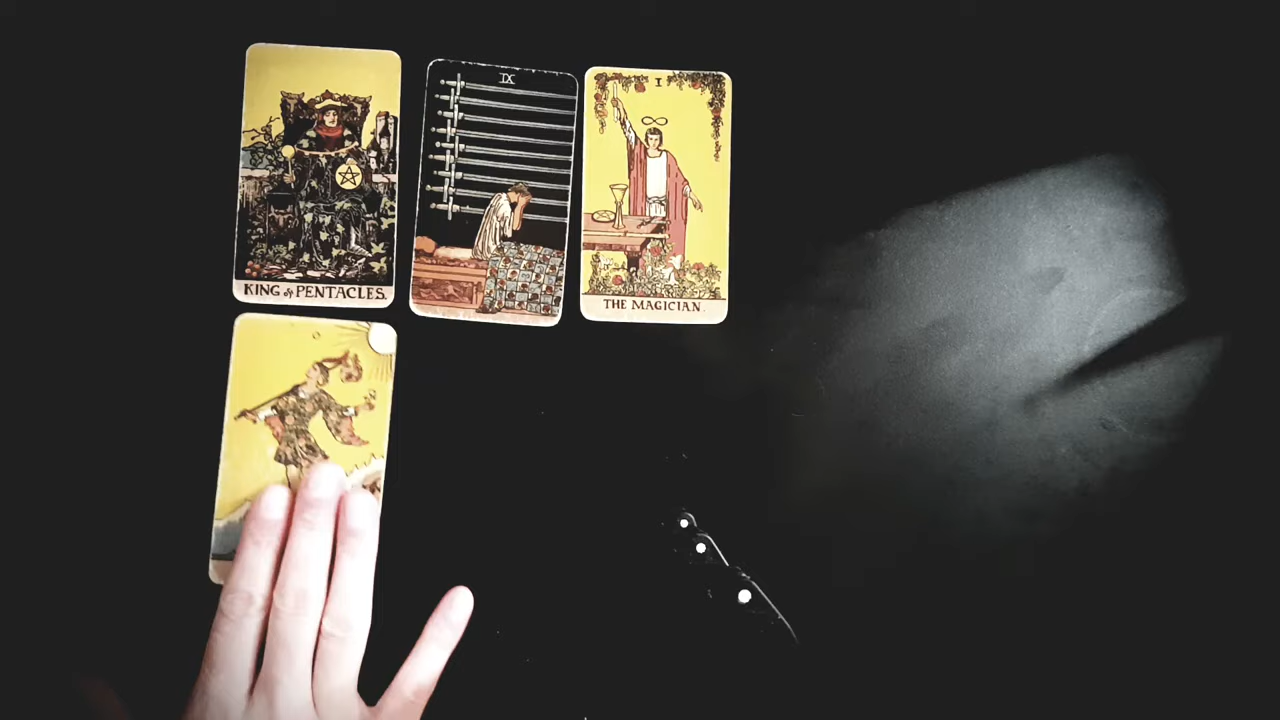 KING of PENTACLES.
IX
I
THE MAGICIAN.